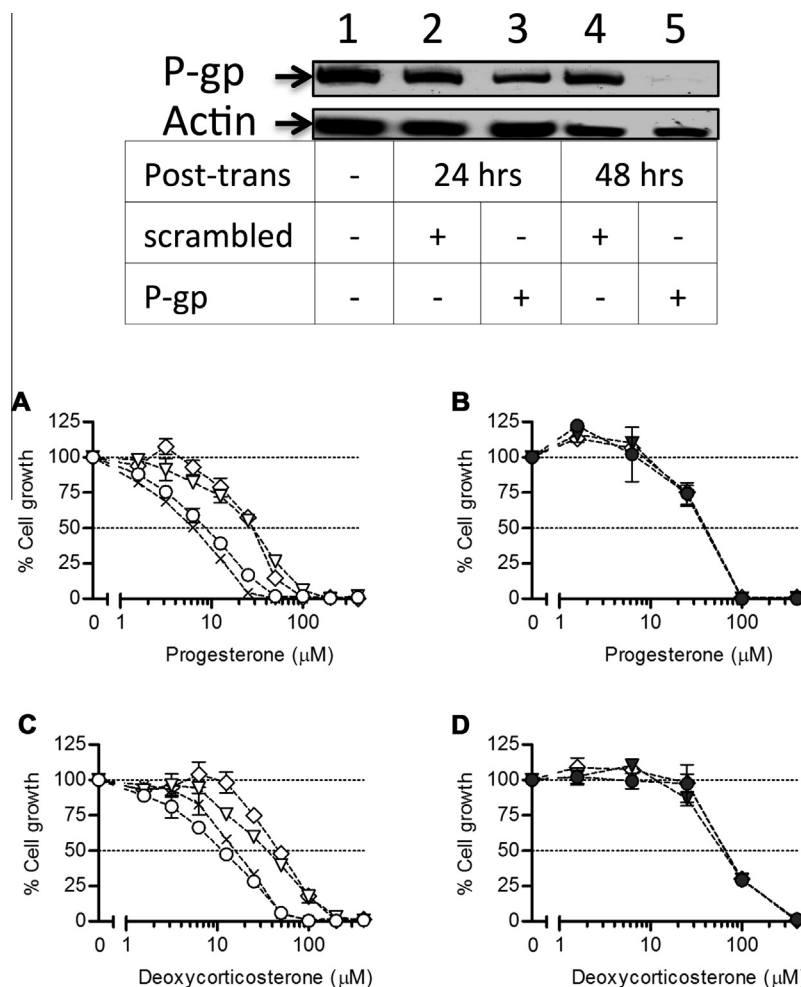 1 2 3 4 5
P-gp
Actin
Post-trans - 24 hrs 48 hrs
scrambled - + - + -
P-gp - - + - +
A
125
100
75
50
25
0
% Cell growth
0 1 10 100
Progesterone (μM)
B
125
100
75
50
25
0
% Cell growth
0 1 10 100
Progesterone (μM)
C
125
100
75
50
25
0
% Cell growth
0 1 10 100
Deoxycorticosterone (μM)
D
125
100
75
50
25
0
% Cell growth
0 1 10 100
Deoxycorticosterone (μM)